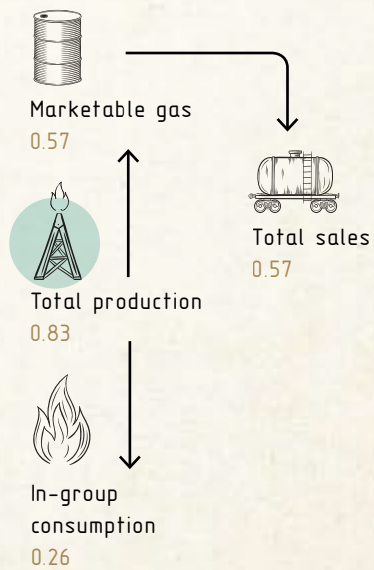 Marketable gas
0.57
Total sales
0.57
Total production
0.83
In-group
consumption
0.26